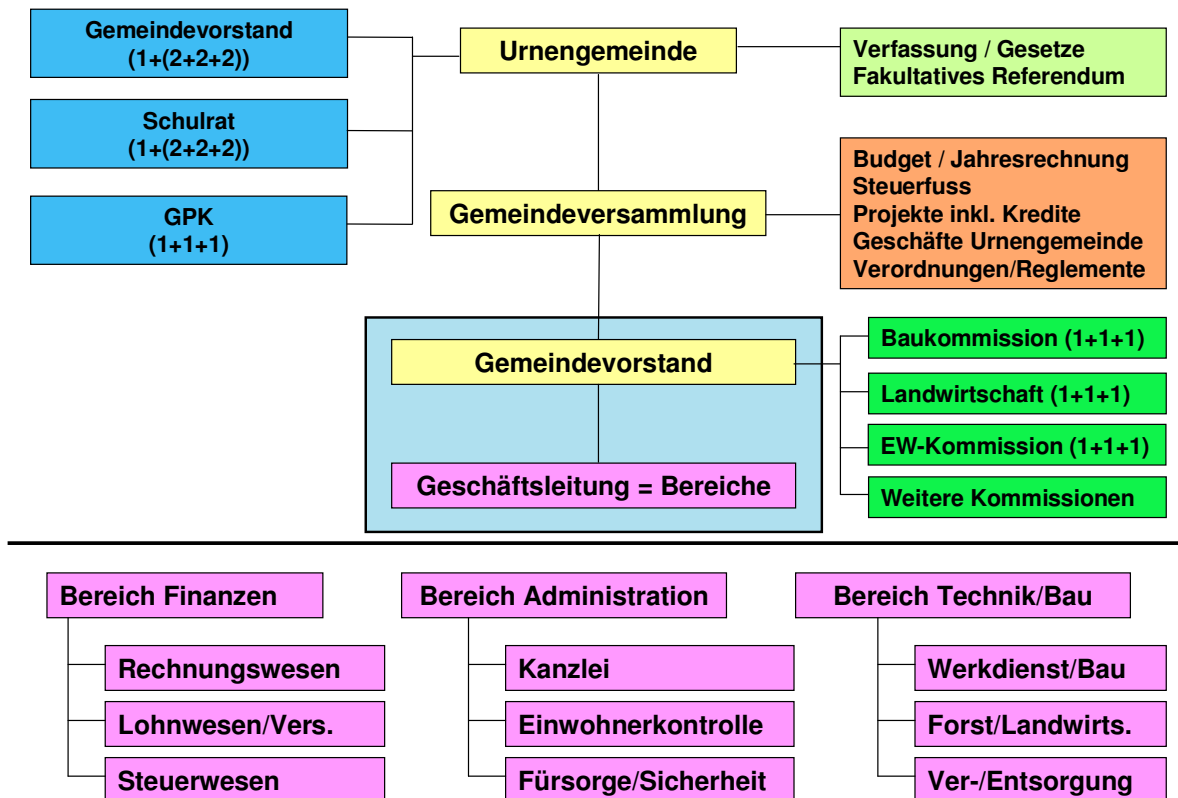 Gemeindevorstand
(1+(2+2+2))
Schulrat
(1+(2+2+2))
GPK
(1+1+1)
Urnengemeinde
Verfassung / Gesetze
Fakultatives Referendum
Gemeindeversammlung
Budget / Jahresrechnung
Steuerfuss
Projekte inkl. Kredite
Geschäfte Urnengemeinde
Verordnungen/Reglemente
Gemeindevorstand
Geschäftsleitung = Bereiche
Baukommission (1+1+1)
Landwirtschaft (1+1+1)
EW-Kommission (1+1+1)
Weitere Kommissionen
Bereich Finanzen
Rechnungswesen
Lohnwesen/Vers.
Steuerwesen
Bereich Administration
Kanzlei
Einwohnerkontrolle
Fürsorge/Sicherheit
Bereich Technik/Bau
Werkdienst/Bau
Forst/Landwirts.
Ver-/Entsorgung